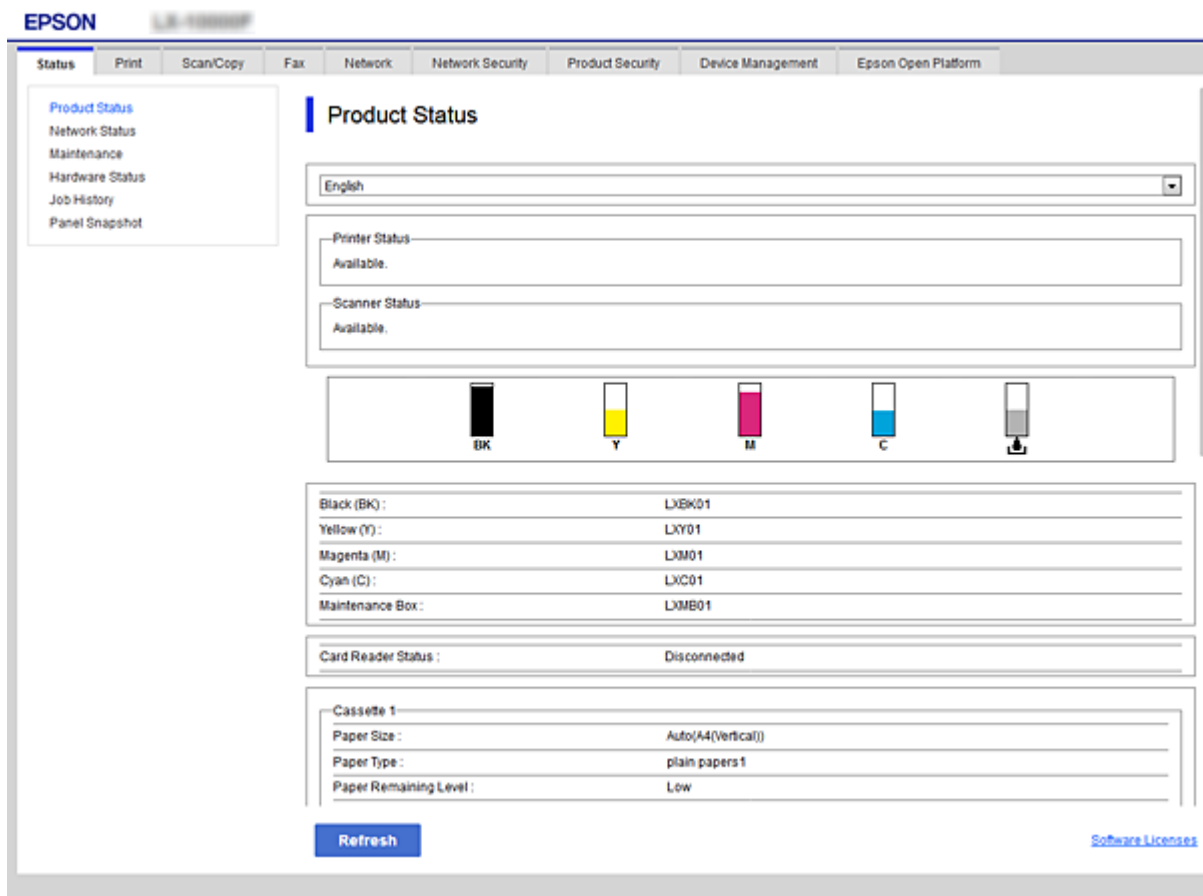 EPSON
Status Print Scan/Copy Fax Network Network Security Product Security Device Management Epson Open Platform
Product Status
Network Status
Maintenance
Hardware Status
Job History
Panel Snapshot
Product Status
English
Printer Status
Available.
Scanner Status
Available.
BK Y M C
Black (BK) : LXBK01
Yellow (Y) : LXY01
Magenta (M) : LXM01
Cyan (C) : LXC01
Maintenance Box : LXMB01
Card Reader Status : Disconnected
Cassette 1
Paper Size : Auto(A4(Vertical))
Paper Type : plain papers1
Paper Remaining Level : Low
Refresh
Software Licenses